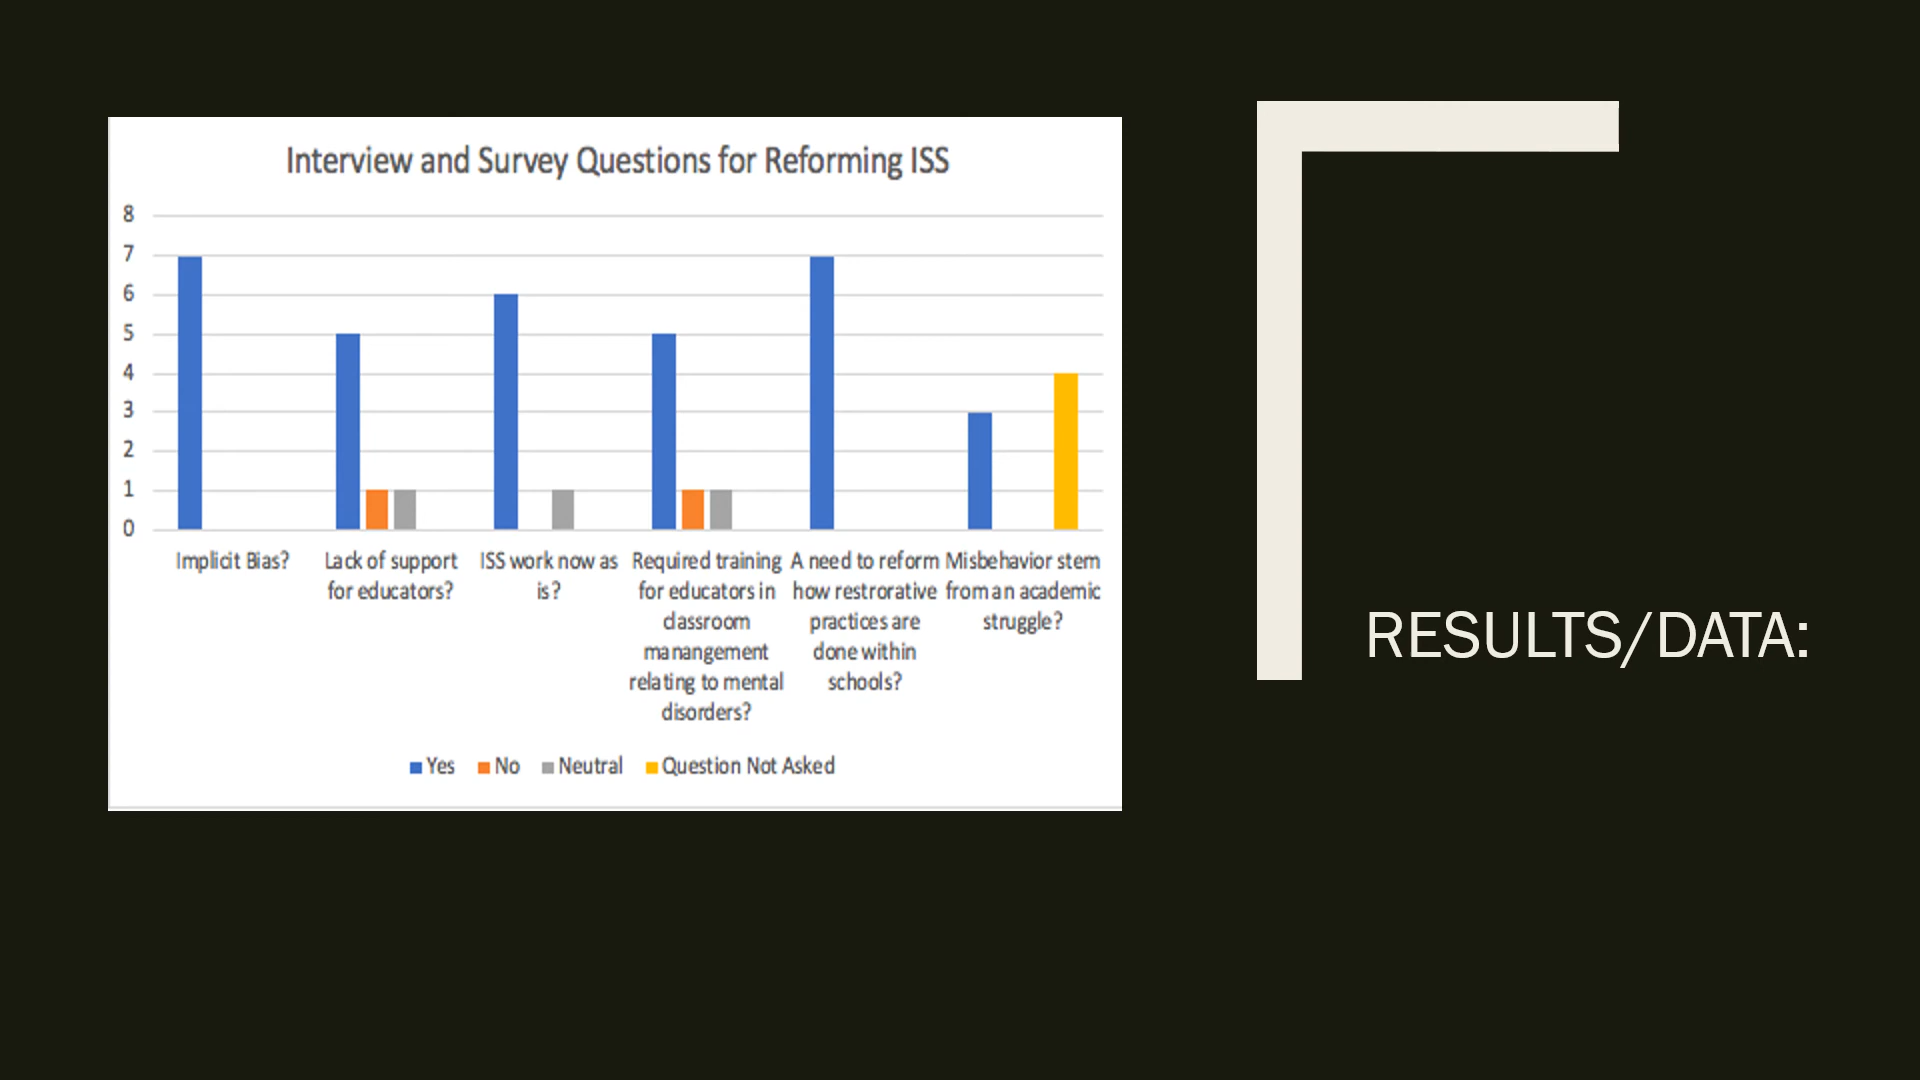 Interview and Survey Questions for Reforming ISS
8
7
6
5
4
3
2
1
0
Implicit Bias?
Lack of support
for educators?
ISS work now as
is?
Required training
for educators in
classroom
manangement
relating to mental
disorders?
A need to reform
how restrorative
practices are
done within
schools?
Misbehavior stem
from an academic
struggle?
Yes No Neutral Question Not Asked
RESULTS/DATA: